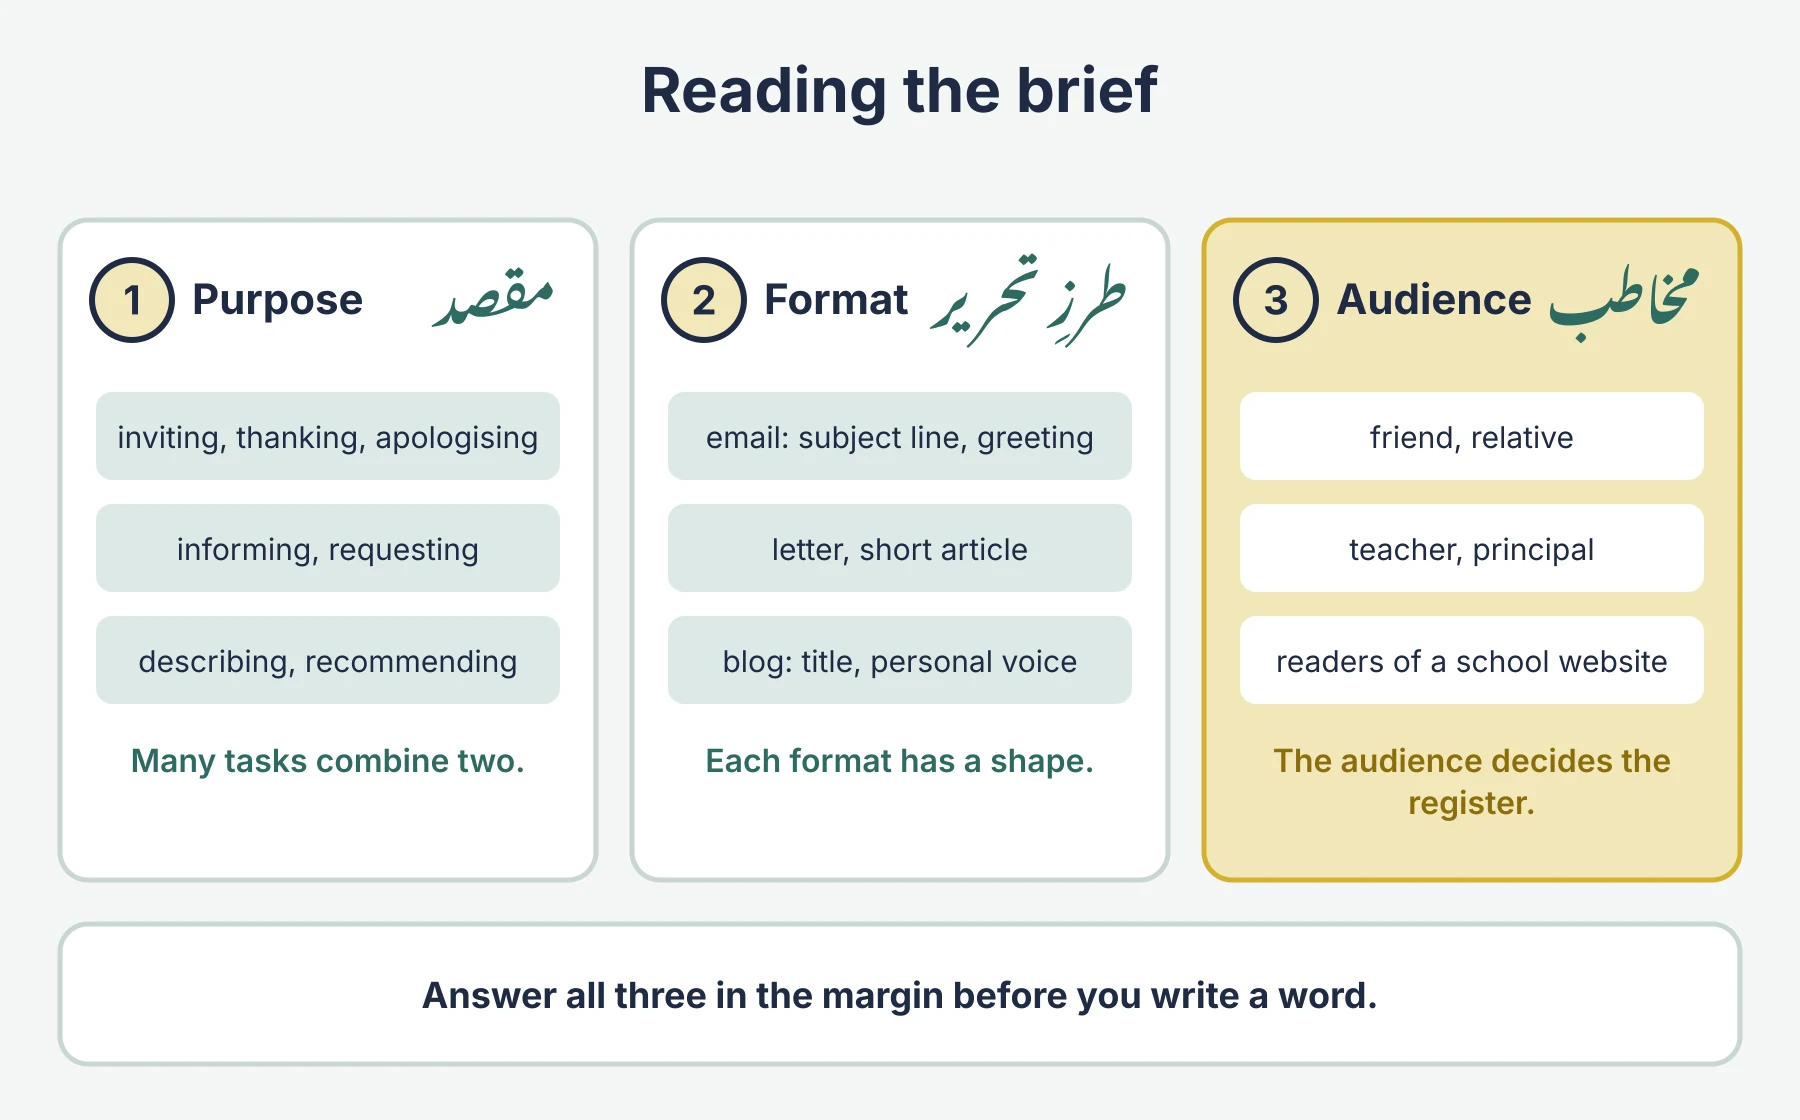 Reading the brief
1 Purpose مقصد
inviting, thanking, apologising
informing, requesting
describing, recommending
Many tasks combine two.
2 Format طرزِ تحریر
email: subject line, greeting
letter, short article
blog: title, personal voice
Each format has a shape.
3 Audience مخاطب
friend, relative
teacher, principal
readers of a school website
The audience decides the
register.
Answer all three in the margin before you write a word.